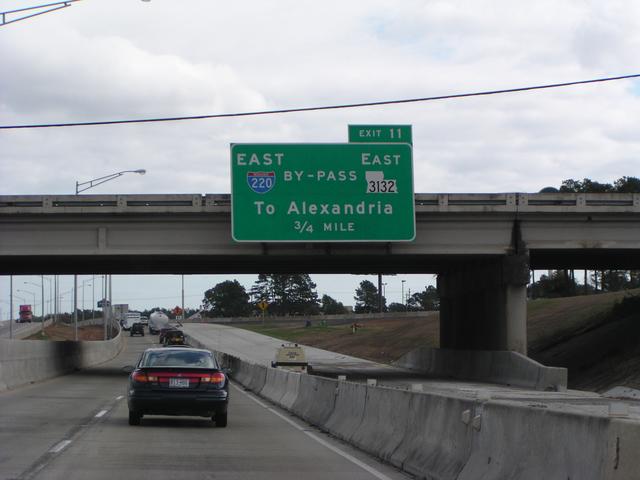 EXIT 11
EAST EAST
220 BY-PASS 3132
To Alexandria
3/4 MILE